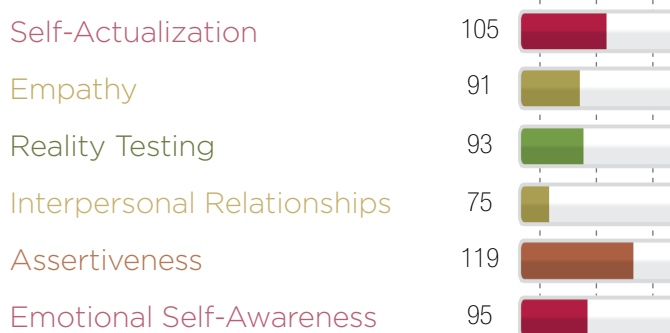 Self-Actualization 105
Empathy 91
Reality Testing 93
Interpersonal Relationships 75
Assertiveness 119
Emotional Self-Awareness 95